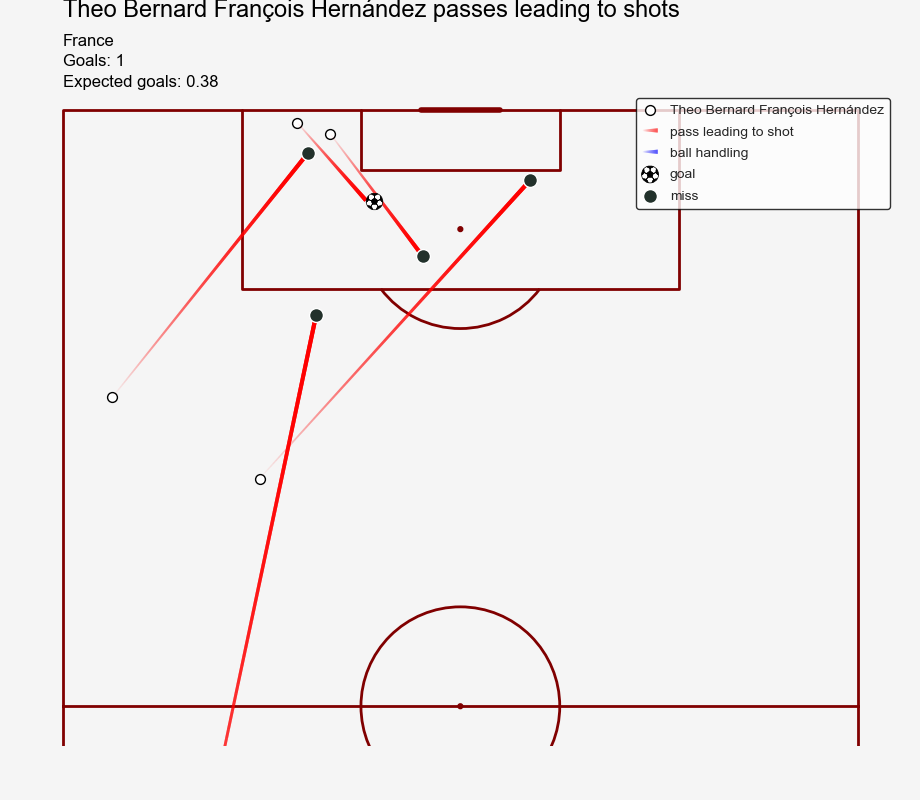 Theo Bernard François Hernández passes leading to shots
France
Goals: 1
Expected goals: 0.38
Theo Bernard François Hernández
pass leading to shot
ball handling
goal
miss